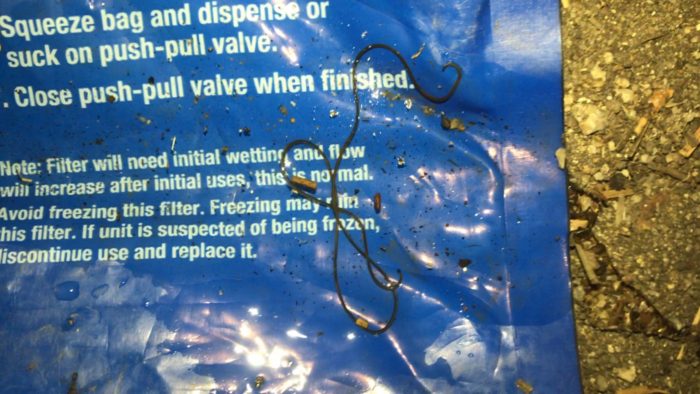 Squeeze bag and dispense or
suck on push-pull valve.
. Close push-pull valve when finished.
Note: Filter will need initial wetting, and flow
will increase after initial uses, this is normal.
Avoid freezing this filter. Freezing may ruin
this filter. If unit is suspected of being frozen,
discontinue use and replace it.